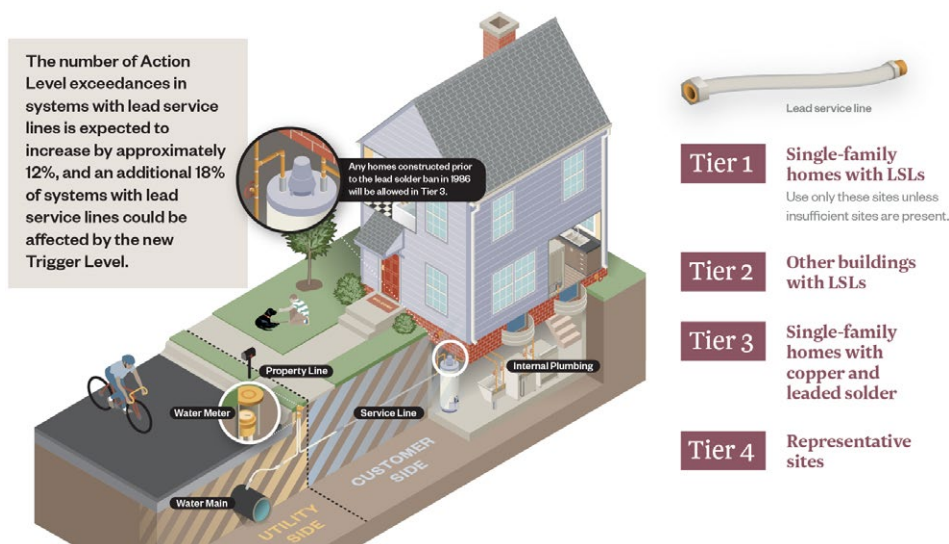 The number of Action
Level exceedances in
systems with lead service
lines is expected to
increase by approximately
12%, and an additional 18%
of systems with lead
service lines could be
affected by the new
Trigger Level.
Any homes constructed prior
to the lead solder ban in 1986
will be allowed in Tier 3.
Property Line
Water Meter
Service Line
Internal Plumbing
Water Main
UTILITY
SIDE
CUSTOMER
SIDE
Lead service line
Tier 1
Single-family
homes with LSLs
Use only these sites unless
insufficient sites are present.
Tier 2
Other buildings
with LSLs
Tier 3
Single-family
homes with
copper and
leaded solder
Tier 4
Representative
sites